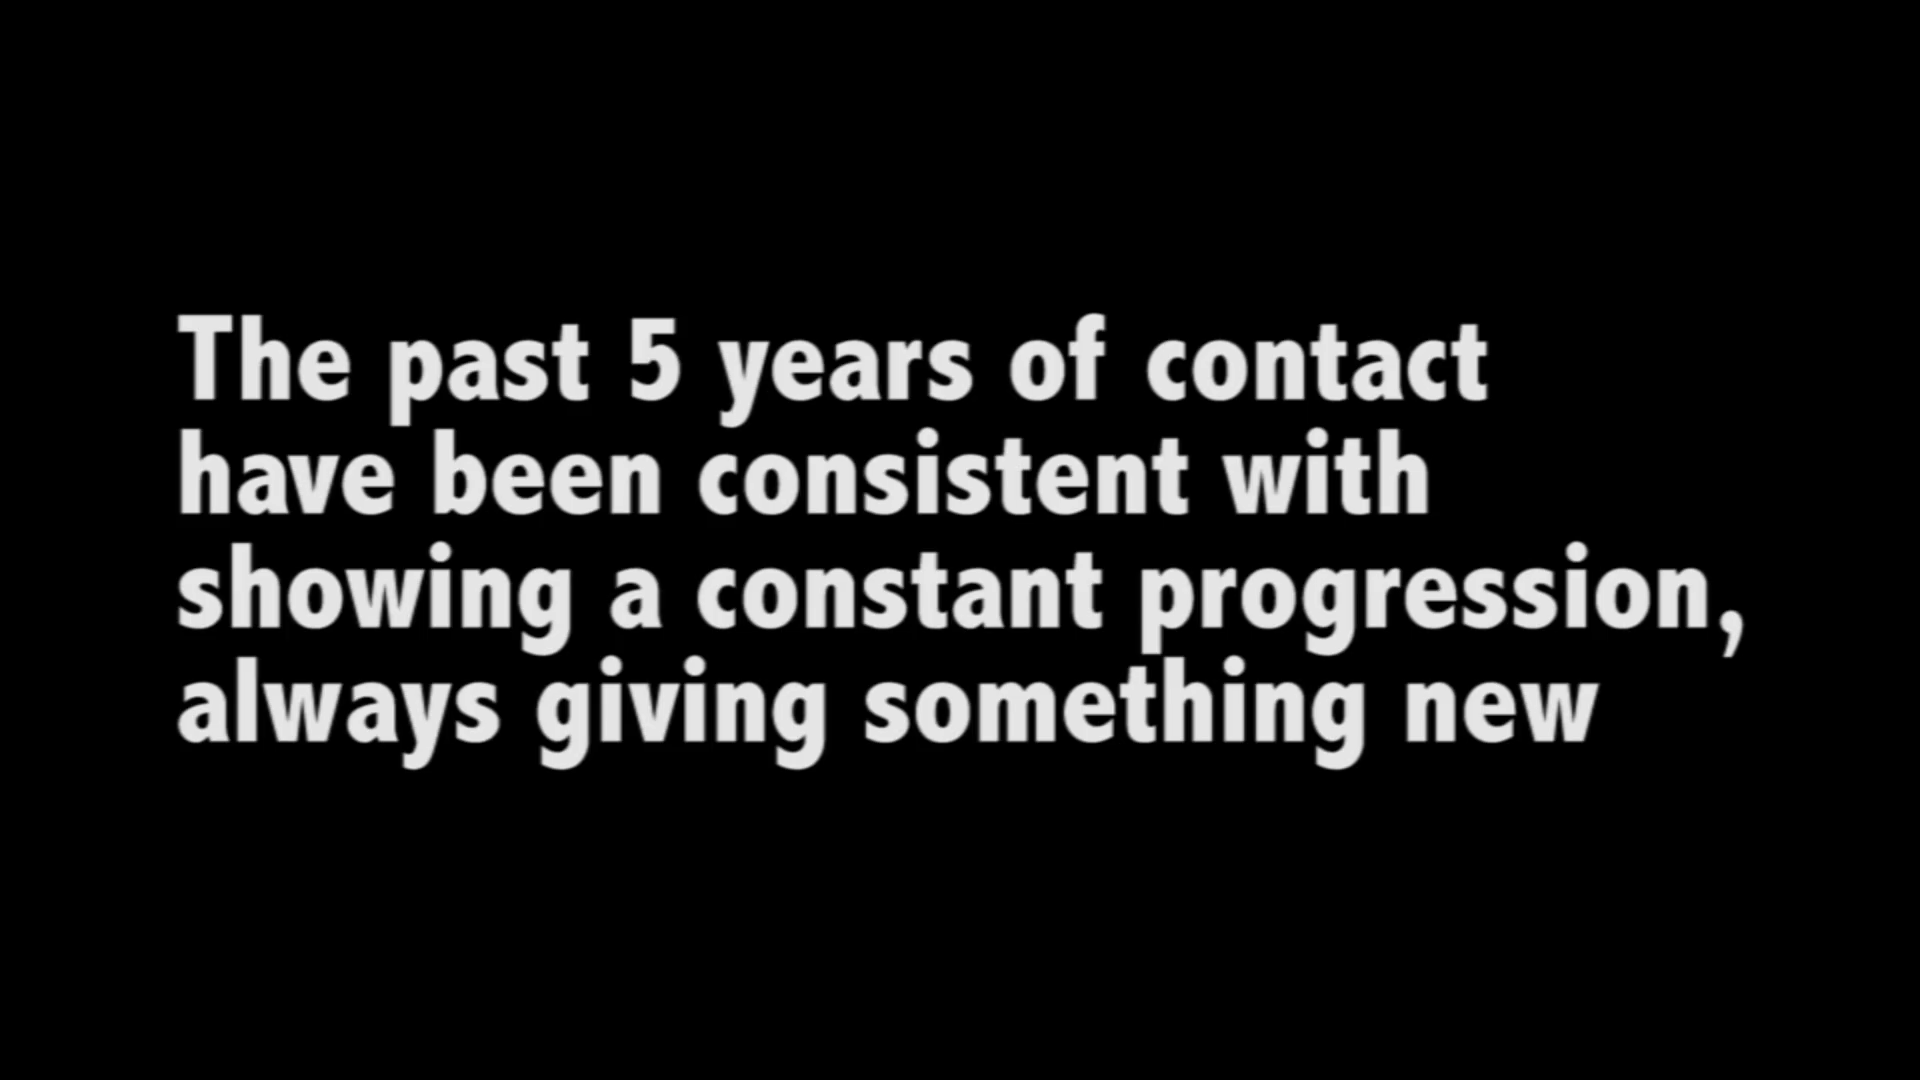 The past 5 years of contact
have been consistent with
showing a constant progression,
always giving something new